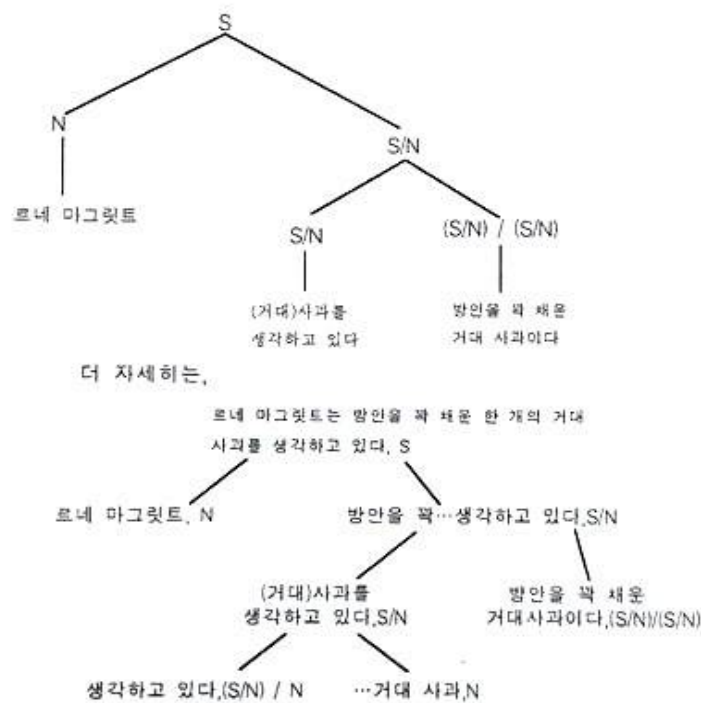 S
N
S/N
르네 마그릿트
S/N
(S/N) / (S/N)
(거대)사과를
생각하고 있다
방안을 꽉 채운
거대 사과이다
더 자세히는,
르네 마그릿트는 방안을 꽉 채운 한 개의 거대
사과를 생각하고 있다, S
르네 마그릿트, N
방안을 꽉…생각하고 있다,S/N
(거대)사과를
생각하고 있다,S/N
방안을 꽉 채운
거대사과이다,(S/N)/(S/N)
생각하고 있다,(S/N) / N
…거대 사과,N